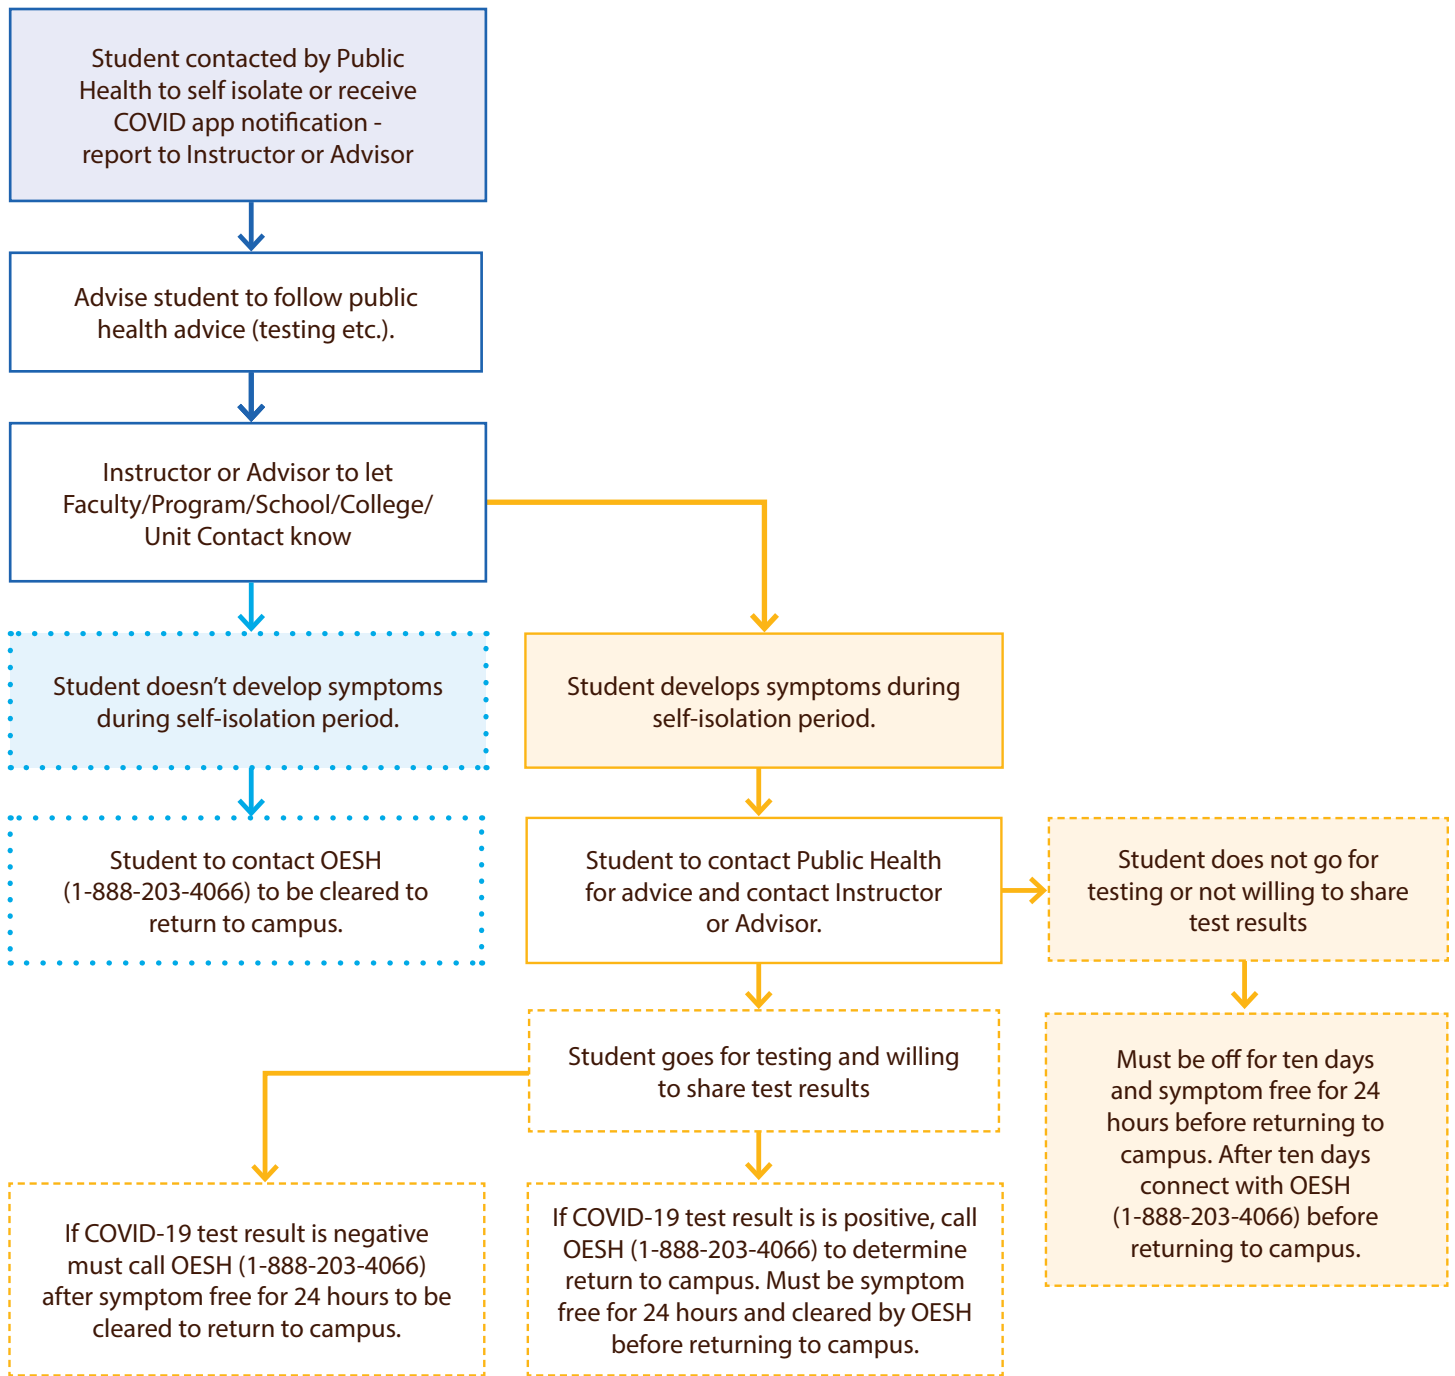 Student contacted by Public
Health to self isolate or receive
COVID app notification -
report to Instructor or Advisor
Advise student to follow public
health advice (testing etc.).
Instructor or Advisor to let
Faculty/Program/School/College/
Unit Contact know
Student doesn’t develop symptoms
during self-isolation period.
Student develops symptoms during
self-isolation period.
Student to contact OESH
(1-888-203-4066) to be cleared to
return to campus.
Student to contact Public Health
for advice and contact Instructor
or Advisor.
Student does not go for
testing or not willing to share
test results
Student goes for testing and willing
to share test results
Must be off for ten days
and symptom free for 24
hours before returning to
campus. After ten days
connect with OESH
(1-888-203-4066) before
returning to campus.
If COVID-19 test result is negative
must call OESH (1-888-203-4066)
after symptom free for 24 hours to be
cleared to return to campus.
If COVID-19 test result is is positive, call
OESH (1-888-203-4066) to determine
return to campus. Must be symptom
free for 24 hours and cleared by OESH
before returning to campus.